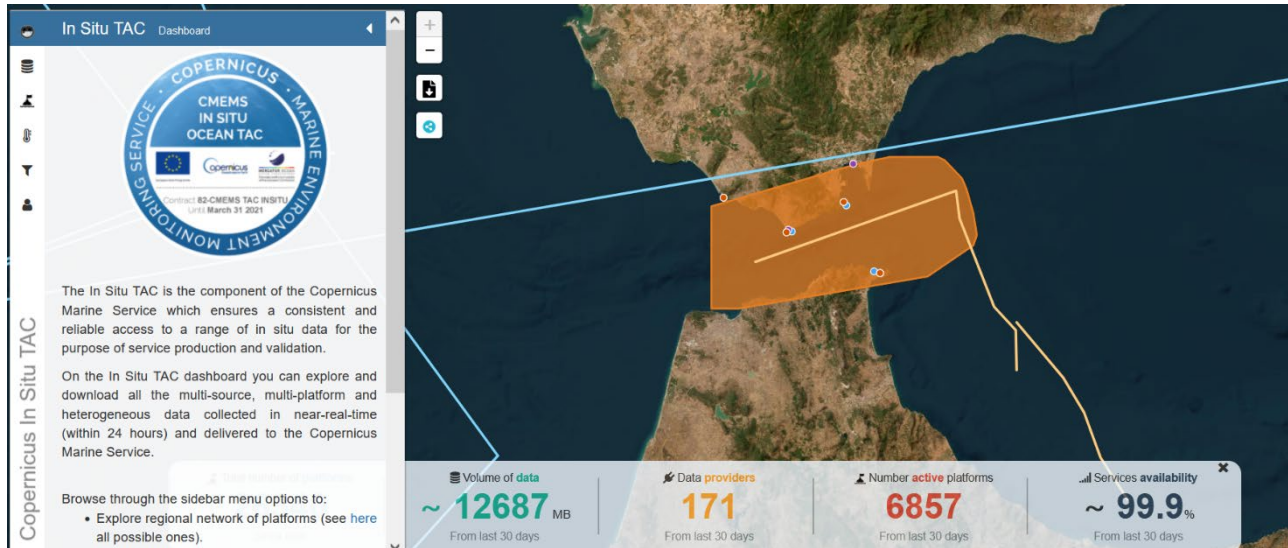 In Situ TAC Dashboard
COPERNICUS • MARINE ENVIRONMENT MONITORING SERVICE •
CMEMS
IN SITU
OCEAN TAC
Copernicus
Contract 82-CMEMS TAC INSITU
Until March 31 2021
The In Situ TAC is the component of the Copernicus
Marine Service which ensures a consistent and
reliable access to a range of in situ data for the
purpose of service production and validation.
On the In Situ TAC dashboard you can explore and
download all the multi-source, multi-platform and
heterogeneous data collected in near-real-time
(within 24 hours) and delivered to the Copernicus
Marine Service.
Browse through the sidebar menu options to:
• Explore regional network of platforms (see here
all possible ones).
Copernicus In Situ TAC
+
−
Volume of data
~ 12687 MB
From last 30 days
Data providers
171
From last 30 days
Number active platforms
6857
From last 30 days
Services availability
~ 99.9%
From last 30 days